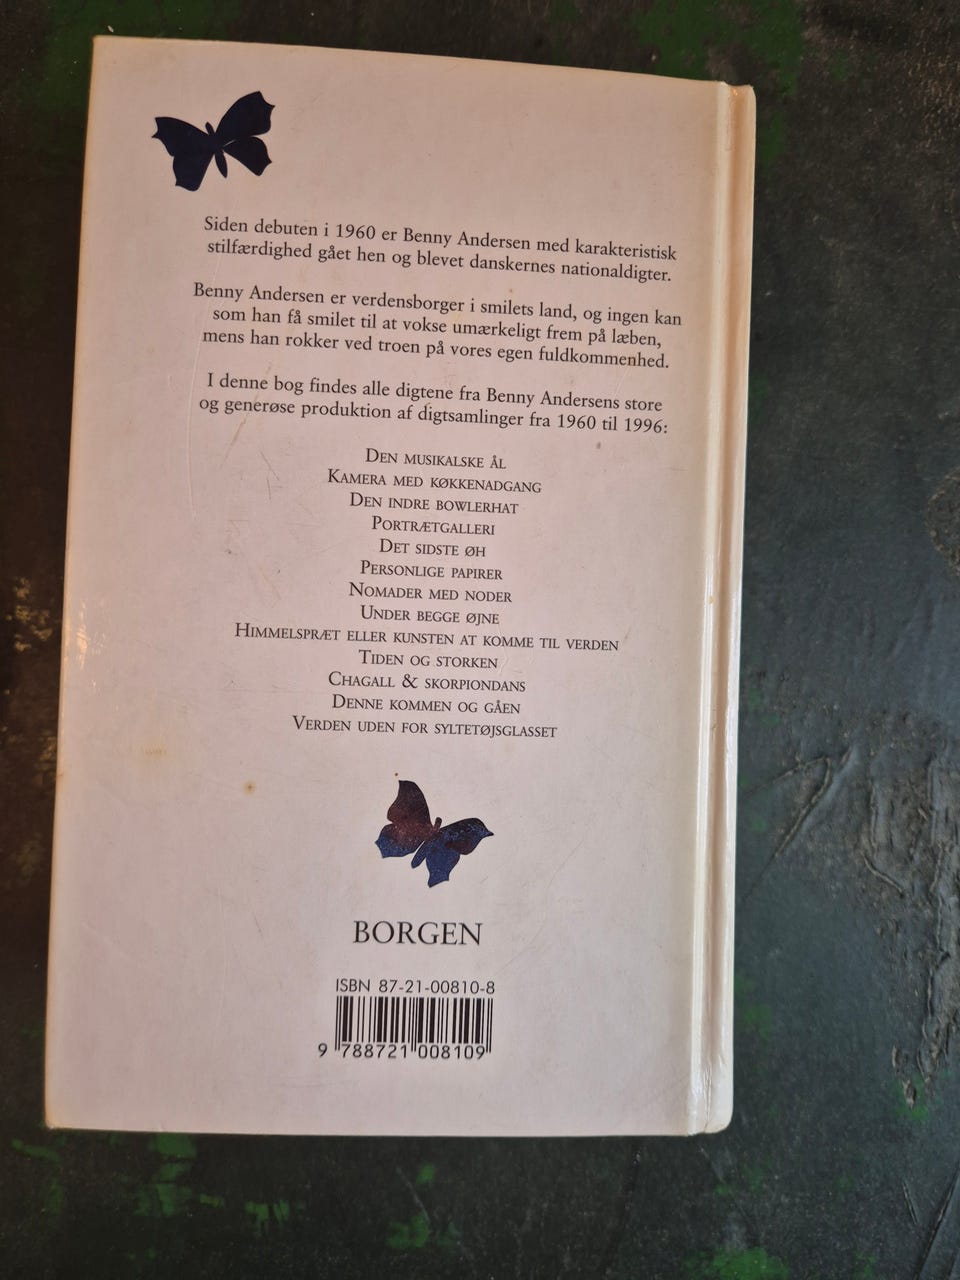 Siden debuten i 1960 er Benny Andersen med karakteristisk
stilfærdighed gået hen og blevet danskernes nationaldigter.
Benny Andersen er verdensborger i smilets land, og ingen kan
som han få smilet til at vokse umærkeligt frem på læben,
mens han rokker ved troen på vores egen fuldkommenhed.
I denne bog findes alle digtene fra Benny Andersens store
og generøse produktion af digtsamlinger fra 1960 til 1996:
DEN MUSIKALSKE ÅL
KAMERA MED KØKKENADGANG
DEN INDRE BOWLERHAT
PORTRÆTGALLERI
DET SIDSTE ØH
PERSONLIGE PAPIRER
NOMADER MED NODER
UNDER BEGGE ØJNE
HIMMELSPRÆT ELLER KUNSTEN AT KOMME TIL VERDEN
TIDEN OG STORKEN
CHAGALL & SKORPIONDANS
DENNE KOMMEN OG GÅEN
VERDEN UDEN FOR SYLTETØJSGLASSET
BORGEN
ISBN 87-21-00810-8
9 788721 008109